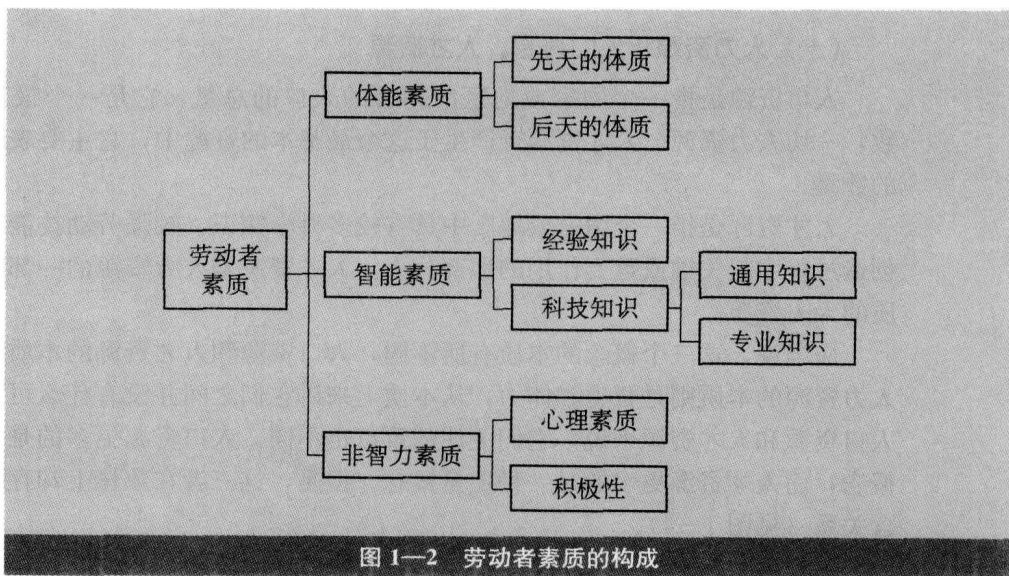 先天的体质
体能素质
后天的体质
劳动者
素质
经验知识
智能素质
通用知识
科技知识
专业知识
心理素质
非智力素质
积极性
图 1—2 劳动者素质的构成